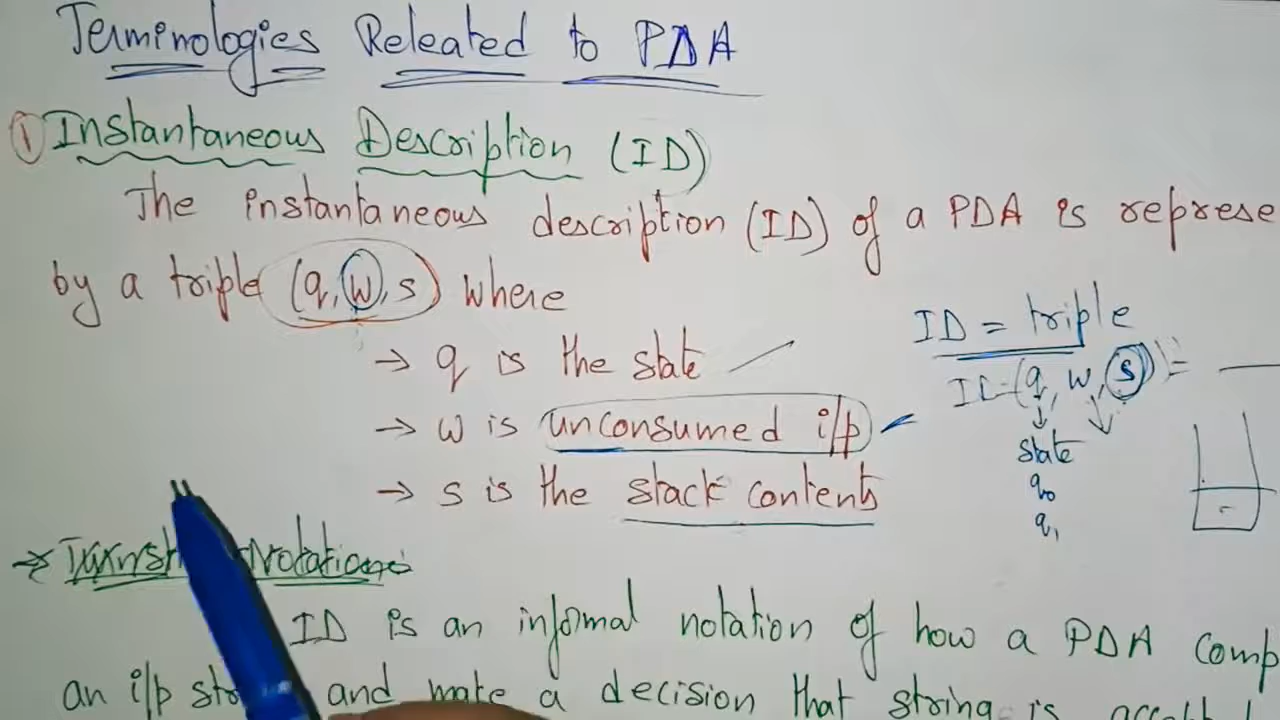 Terminologies Releated to PDA
① Instantaneous Description (ID)
The instantaneous description (ID) of a PDA is represe
by a triple (q, w, s) where
→ q is the state
→ w is unconsumed i/p
→ s is the stack contents
ID = triple
(q, w, s) =
state
q0
q1
Notations
ID is an informal notation of how a PDA comp
an i/p and make a decision that string is